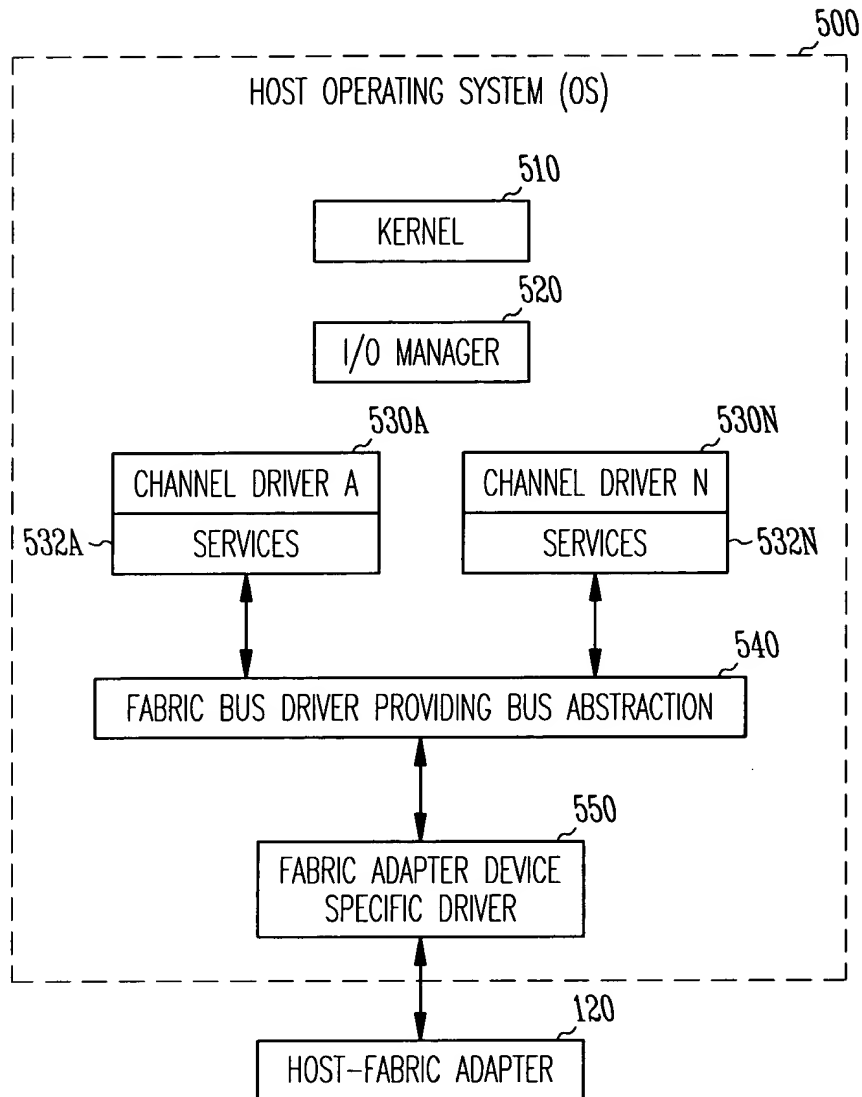 500
HOST OPERATING SYSTEM (OS)
510
KERNEL
520
I/O MANAGER
530A
530N
CHANNEL DRIVER A
CHANNEL DRIVER N
532A
SERVICES
SERVICES
532N
540
FABRIC BUS DRIVER PROVIDING BUS ABSTRACTION
550
FABRIC ADAPTER DEVICE
SPECIFIC DRIVER
120
HOST-FABRIC ADAPTER